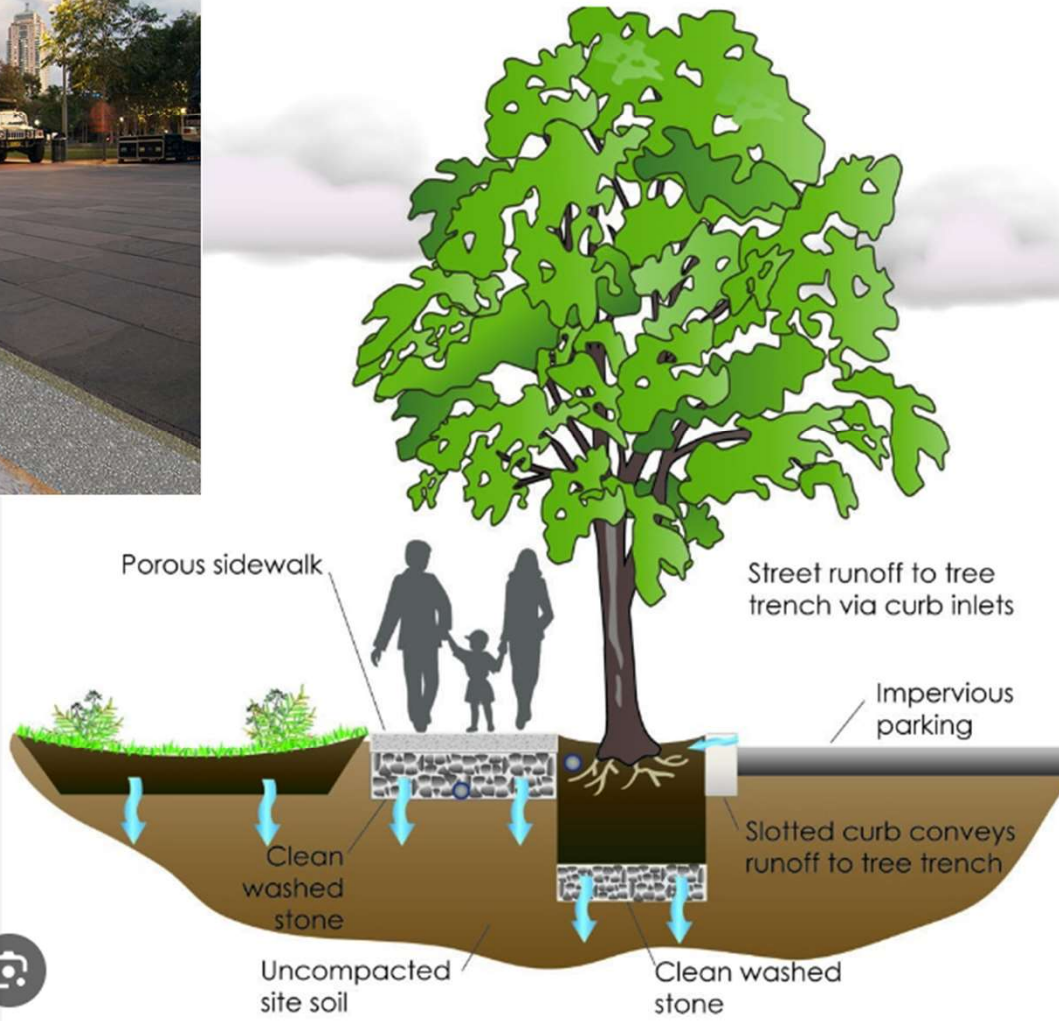 Porous sidewalk
Street runoff to tree
trench via curb inlets
Impervious
parking
Slotted curb conveys
runoff to tree trench
Clean
washed
stone
Uncompacted
site soil
Clean washed
stone